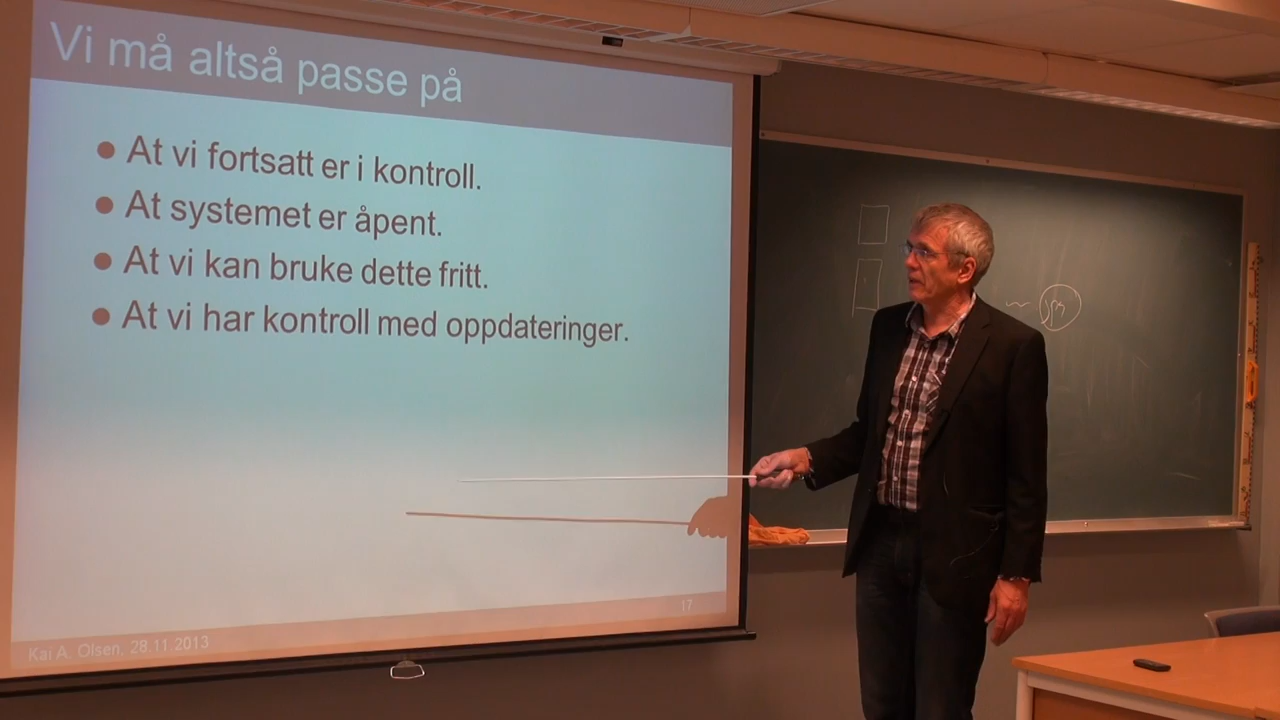 Vi må altså passe på
● At vi fortsatt er i kontroll.
● At systemet er åpent.
● At vi kan bruke dette fritt.
● At vi har kontroll med oppdateringer.
17
Kai A. Olsen, 28.11.2013